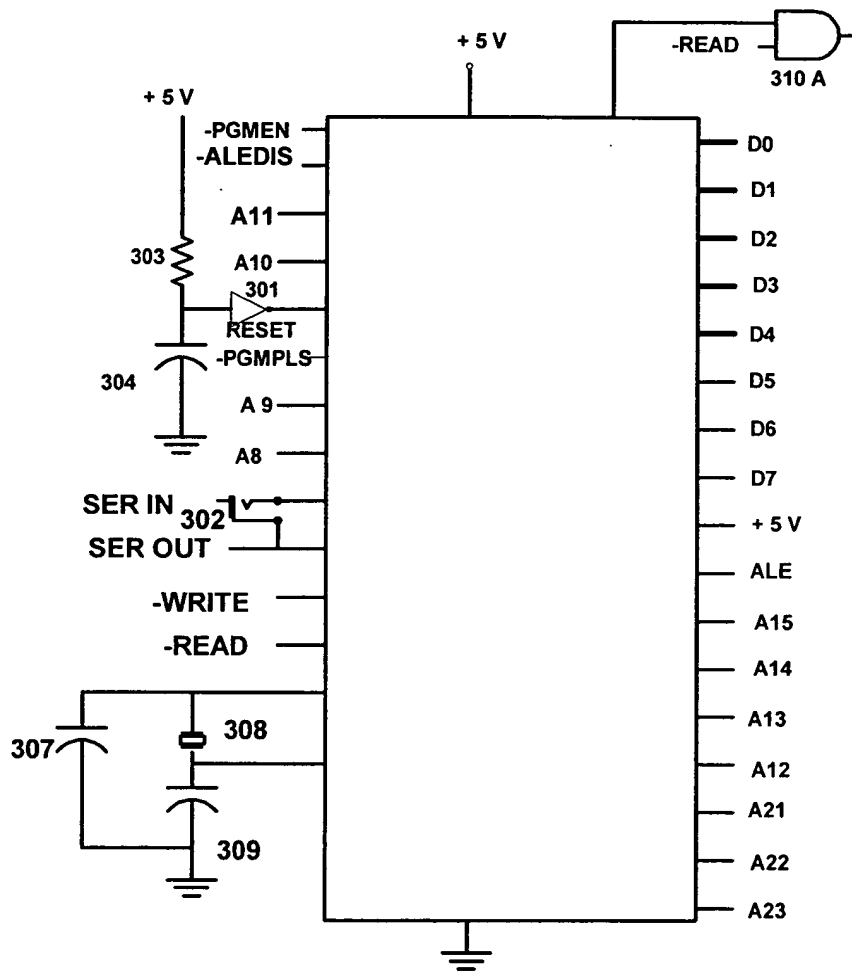 -READ
310 A
+ 5 V
+ 5 V
-PGMEN
-ALEDIS
A11
303
A10
301
RESET
-PGMPLS
304
A 9
A8
SER IN
302
SER OUT
-WRITE
-READ
307
308
309
D0
D1
D2
D3
D4
D5
D6
D7
+ 5 V
ALE
A15
A14
A13
A12
A21
A22
A23